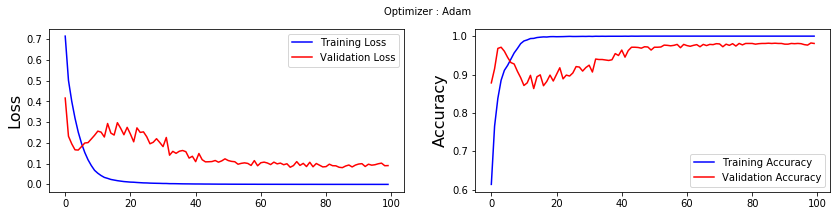 Optimizer : Adam
Loss
0.7
0.6
0.5
0.4
0.3
0.2
0.1
0.0
0 20 40 60 80 100
Training Loss
Validation Loss
Accuracy
1.0
0.9
0.8
0.7
0.6
0 20 40 60 80 100
Training Accuracy
Validation Accuracy